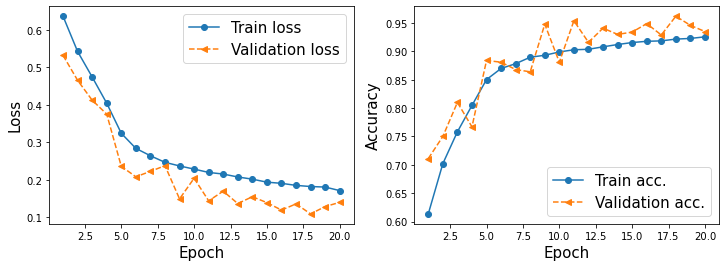 0.6
0.5
0.4
0.3
0.2
0.1
Loss
2.5 5.0 7.5 10.0 12.5 15.0 17.5 20.0
Epoch
Train loss
Validation loss
0.95
0.90
0.85
0.80
0.75
0.70
0.65
0.60
Accuracy
2.5 5.0 7.5 10.0 12.5 15.0 17.5 20.0
Epoch
Train acc.
Validation acc.